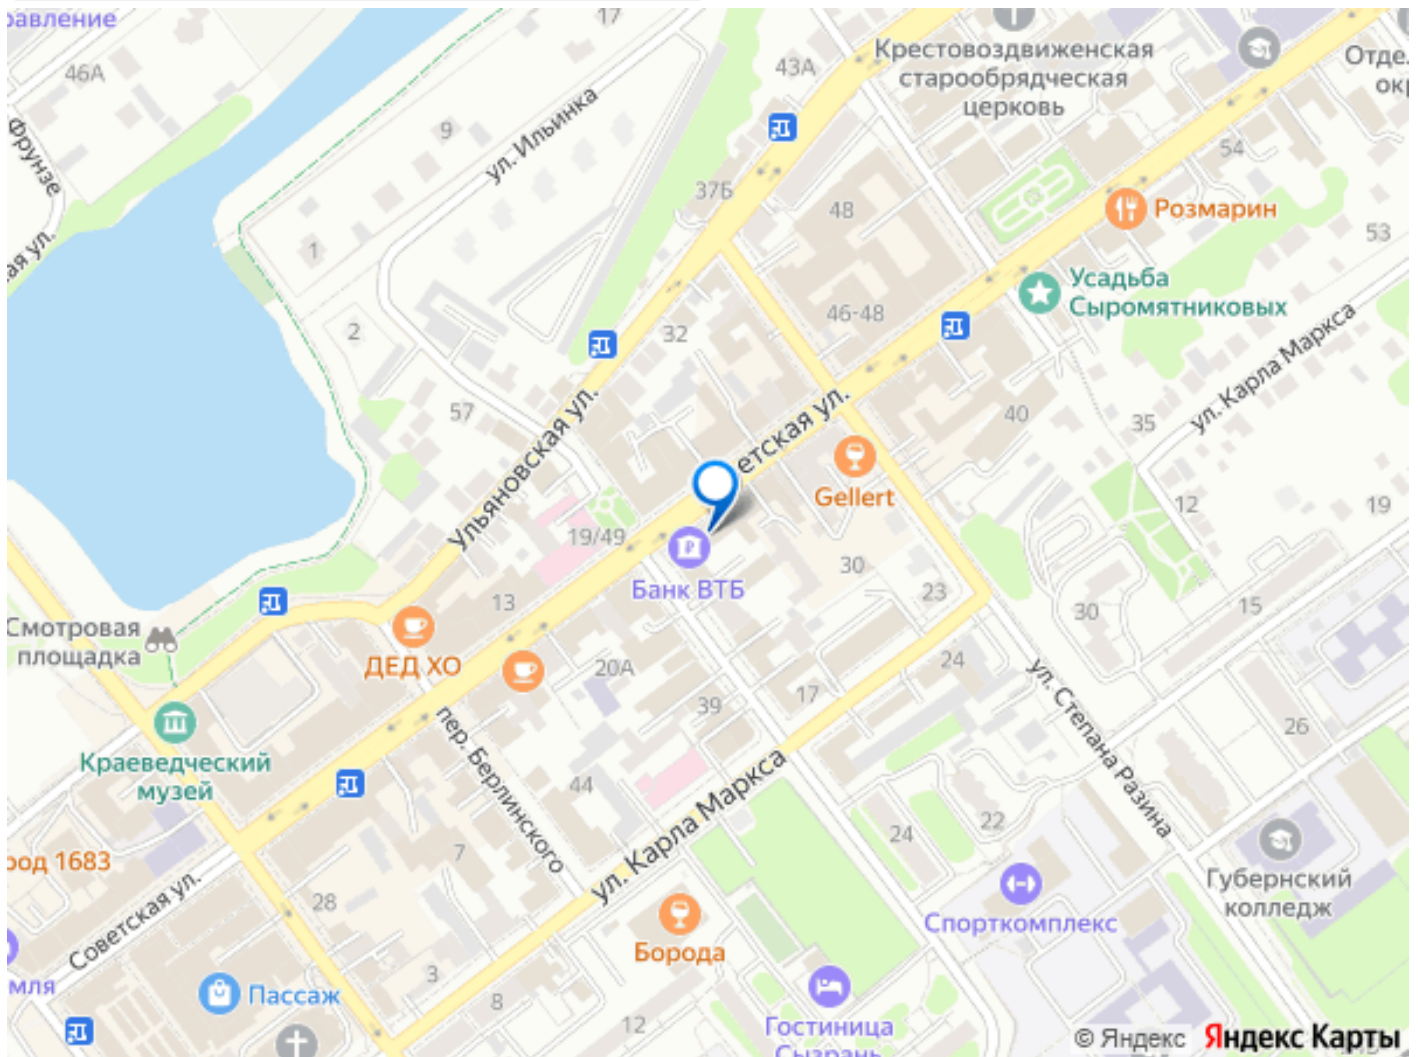 равление
17
46А
43А
Крестовоздвиженская
старообрядческая
церковь
Отде
окр
Фрунзе
9
ул. Ильинка
54
37Б
48
Розмарин
53
ая ул.
1
Усадьба
Сыромятниковых
46-48
2
32
ул. Карла Маркса
57
40
35
Ульяновская ул.
етская ул.
Gellert
12
19
19/49
Банк ВТБ
30
23
13
30
15
Смотровая
площадка
ДЕД ХО
20А
24
17
39
ул. Степана Разина
26
Краеведческий
музей
пер. Берлинского
44
ул. Карла Маркса
22
24
род 1683
7
Губернский
колледж
Советская ул.
28
Спорткомплекс
Борода
3
мля
Пассаж
8
12
Гостиница
Сызрань
© Яндекс Яндекс Карты